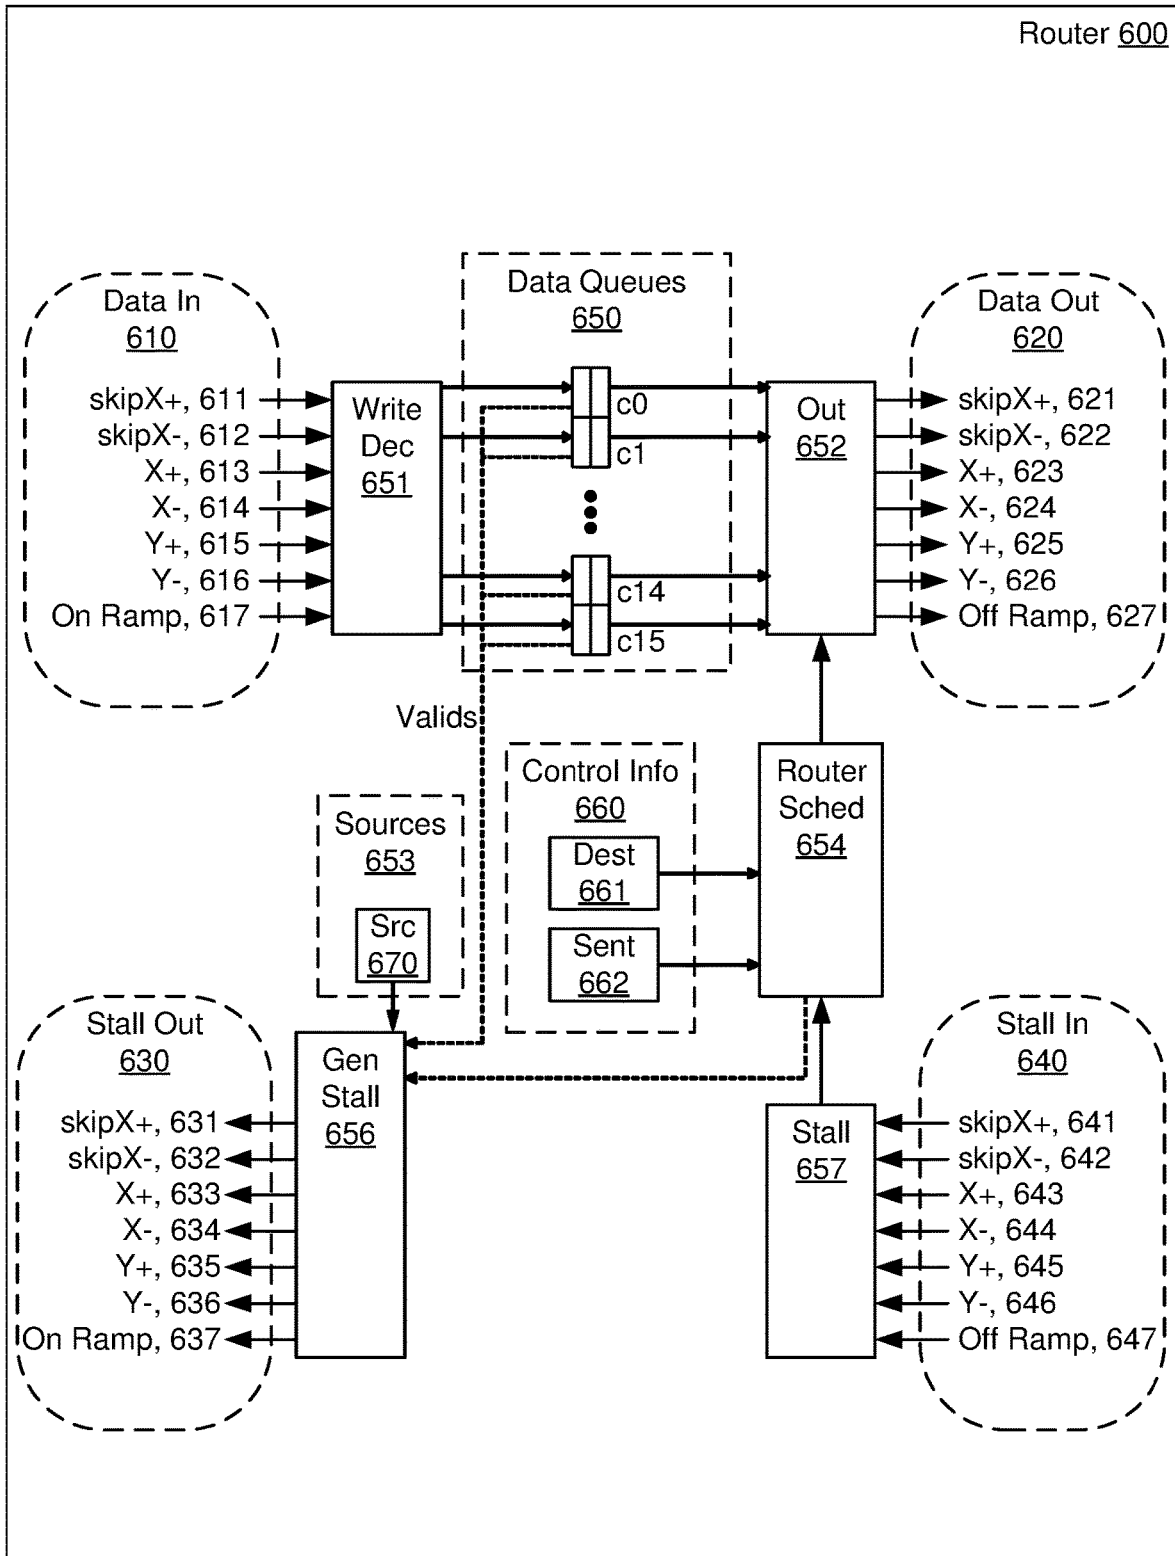 Router 600
Data In
610
skipX+, 611
skipX-, 612
X+, 613
X-, 614
Y+, 615
Y-, 616
On Ramp, 617
Write
Dec
651
Data Queues
650
c0
c1
c14
c15
Out
652
Data Out
620
skipX+, 621
skipX-, 622
X+, 623
X-, 624
Y+, 625
Y-, 626
Off Ramp, 627
Valids
Sources
653
Src
670
Control Info
660
Dest
661
Sent
662
Router
Sched
654
Stall Out
630
skipX+, 631
skipX-, 632
X+, 633
X-, 634
Y+, 635
Y-, 636
On Ramp, 637
Gen
Stall
656
Stall
657
Stall In
640
skipX+, 641
skipX-, 642
X+, 643
X-, 644
Y+, 645
Y-, 646
Off Ramp, 647